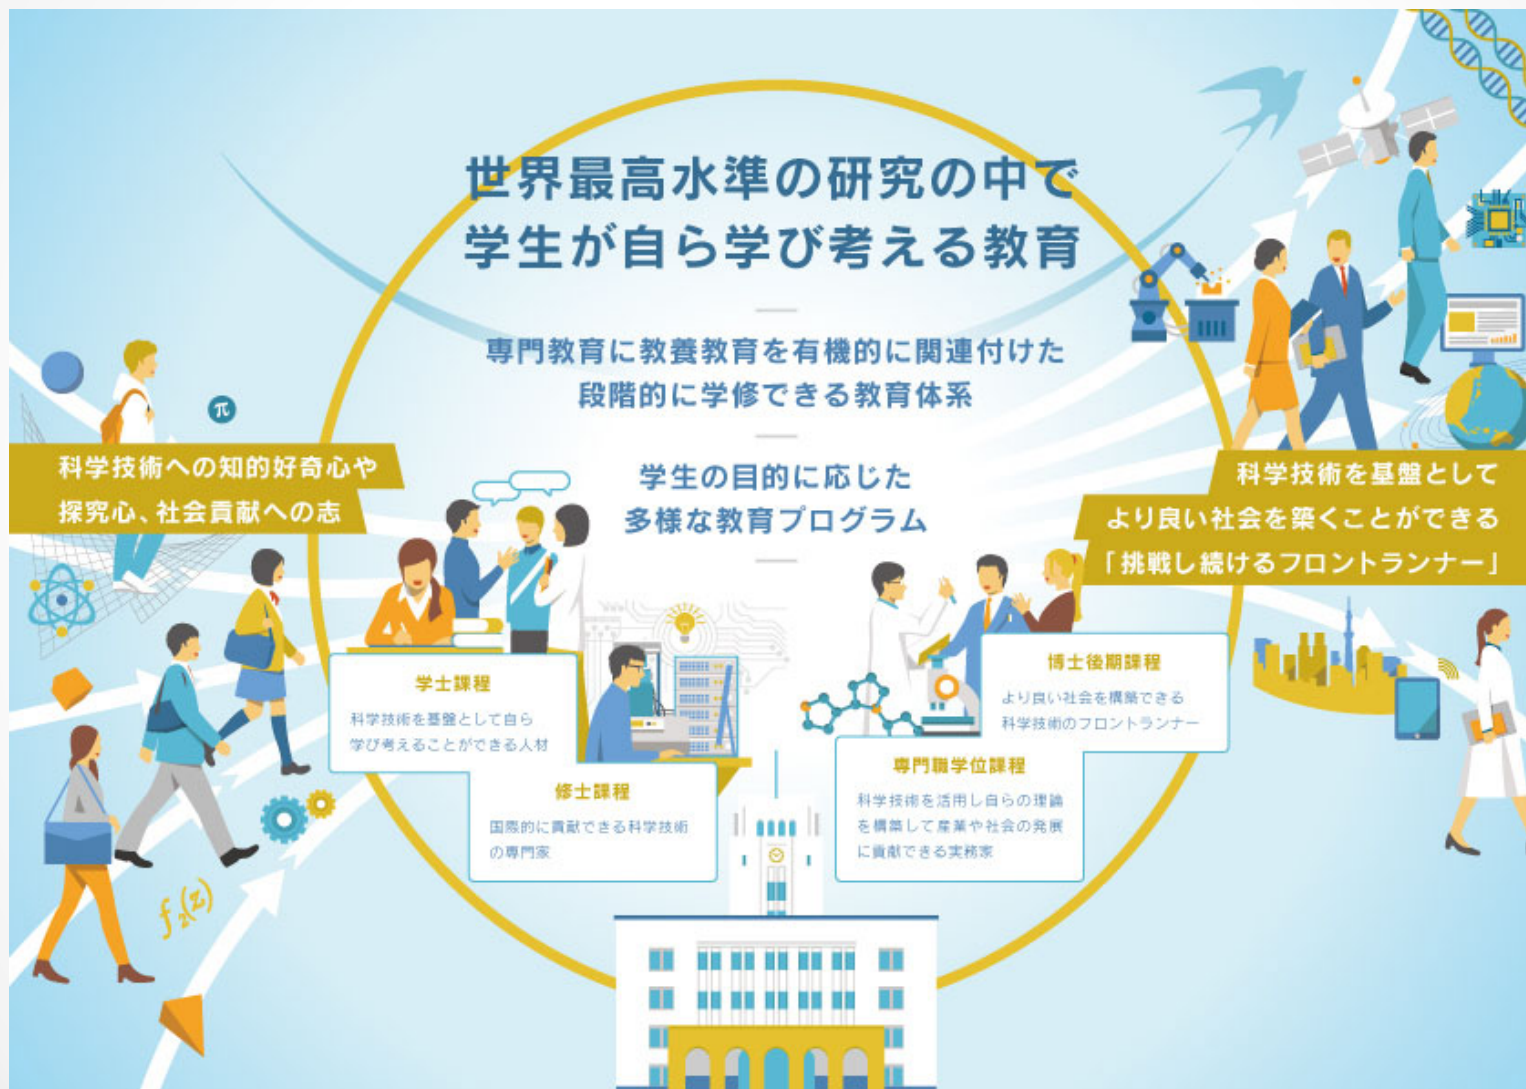 世界最高水準の研究の中で
学生が自ら学び考える教育
専門教育に教養教育を有機的に関連付けた
段階的に学修できる教育体系
学生の目的に応じた
多様な教育プログラム
π
科学技術への知的好奇心や
探究心、社会貢献への志
科学技術を基盤として
より良い社会を築くことができる
「挑戦し続けるフロントランナー」
学士課程
科学技術を基盤として自ら
学び考えることができる人材
修士課程
国際的に貢献できる科学技術
の専門家
博士後期課程
より良い社会を構築できる
科学技術のフロントランナー
専門職学位課程
科学技術を活用し自らの理論
を構築して産業や社会の発展
に貢献できる実務家
f₂(z)